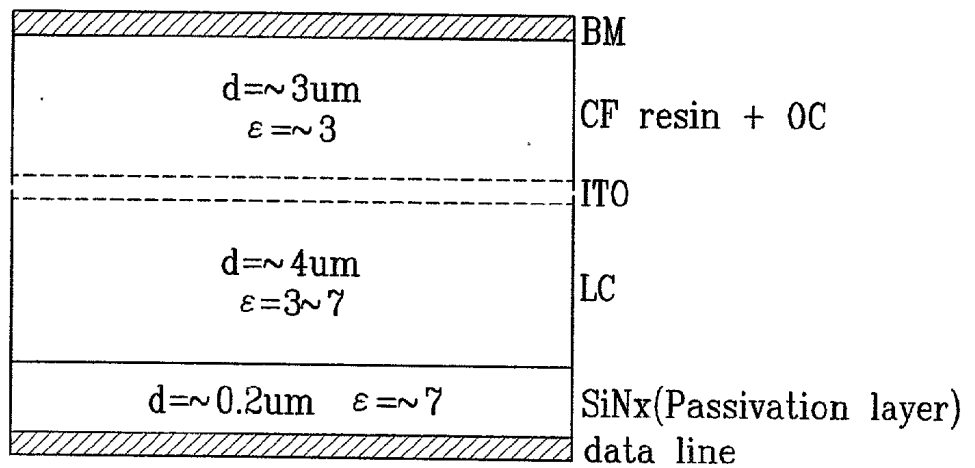 BM
d=~3um
ε=~3
CF resin + OC
ITO
d=~4um
ε=3~7
LC
d=~0.2um ε=~7
SiNx(Passivation layer)
data line